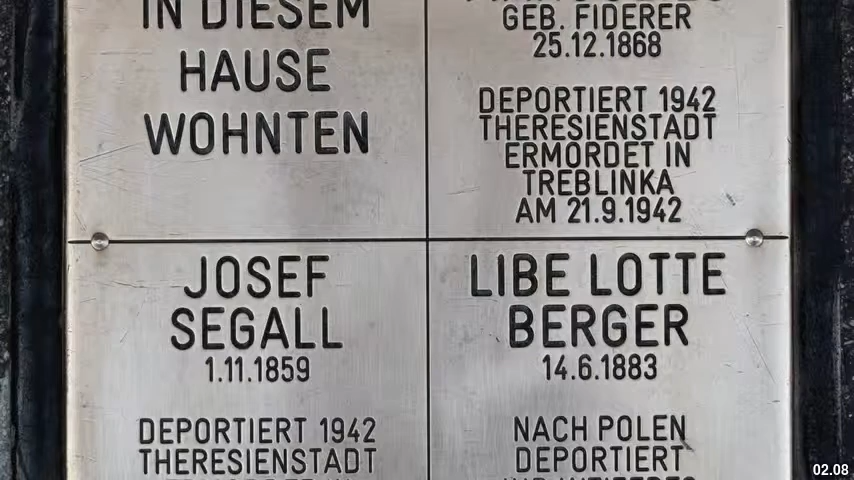 IN DIESEM
HAUSE
WOHNTEN
GEB. FIDERER
25.12.1868
DEPORTIERT 1942
THERESIENSTADT
ERMORDET IN
TREBLINKA
AM 21.9.1942
JOSEF
SEGALL
1.11.1859
DEPORTIERT 1942
THERESIENSTADT
LIBE LOTTE
BERGER
14.6.1883
NACH POLEN
DEPORTIERT
02.08